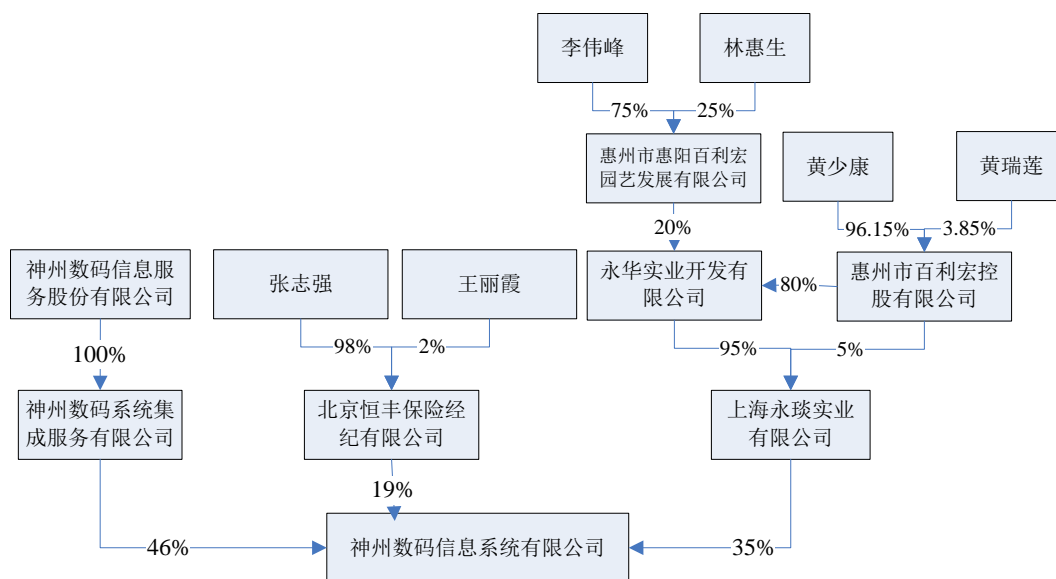 李伟峰
林惠生
75%
25%
惠州市惠阳百利宏
园艺发展有限公司
黄少康
黄瑞莲
20%
96.15%
3.85%
神州数码信息服
务股份有限公司
张志强
王丽霞
永华实业开发有
限公司
80%
惠州市百利宏控
股有限公司
100%
98%
2%
95%
5%
神州数码系统集
成服务有限公司
北京恒丰保险经
纪有限公司
上海永琰实业
有限公司
19%
46%
神州数码信息系统有限公司
35%